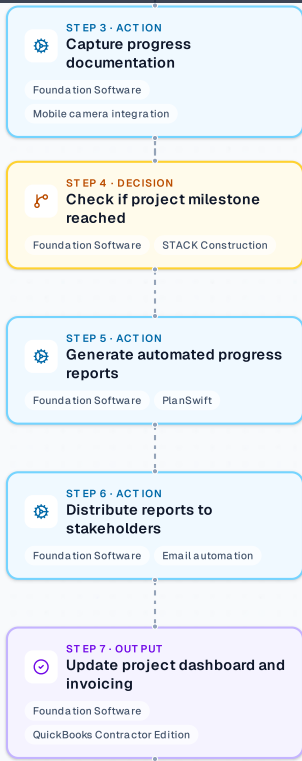 STEP 3 · ACTION
Capture progress
documentation
Foundation Software
Mobile camera integration
STEP 4 · DECISION
Check if project milestone
reached
Foundation Software STACK Construction
STEP 5 · ACTION
Generate automated progress
reports
Foundation Software PlanSwift
STEP 6 · ACTION
Distribute reports to
stakeholders
Foundation Software Email automation
STEP 7 · OUTPUT
Update project dashboard and
invoicing
Foundation Software
QuickBooks Contractor Edition